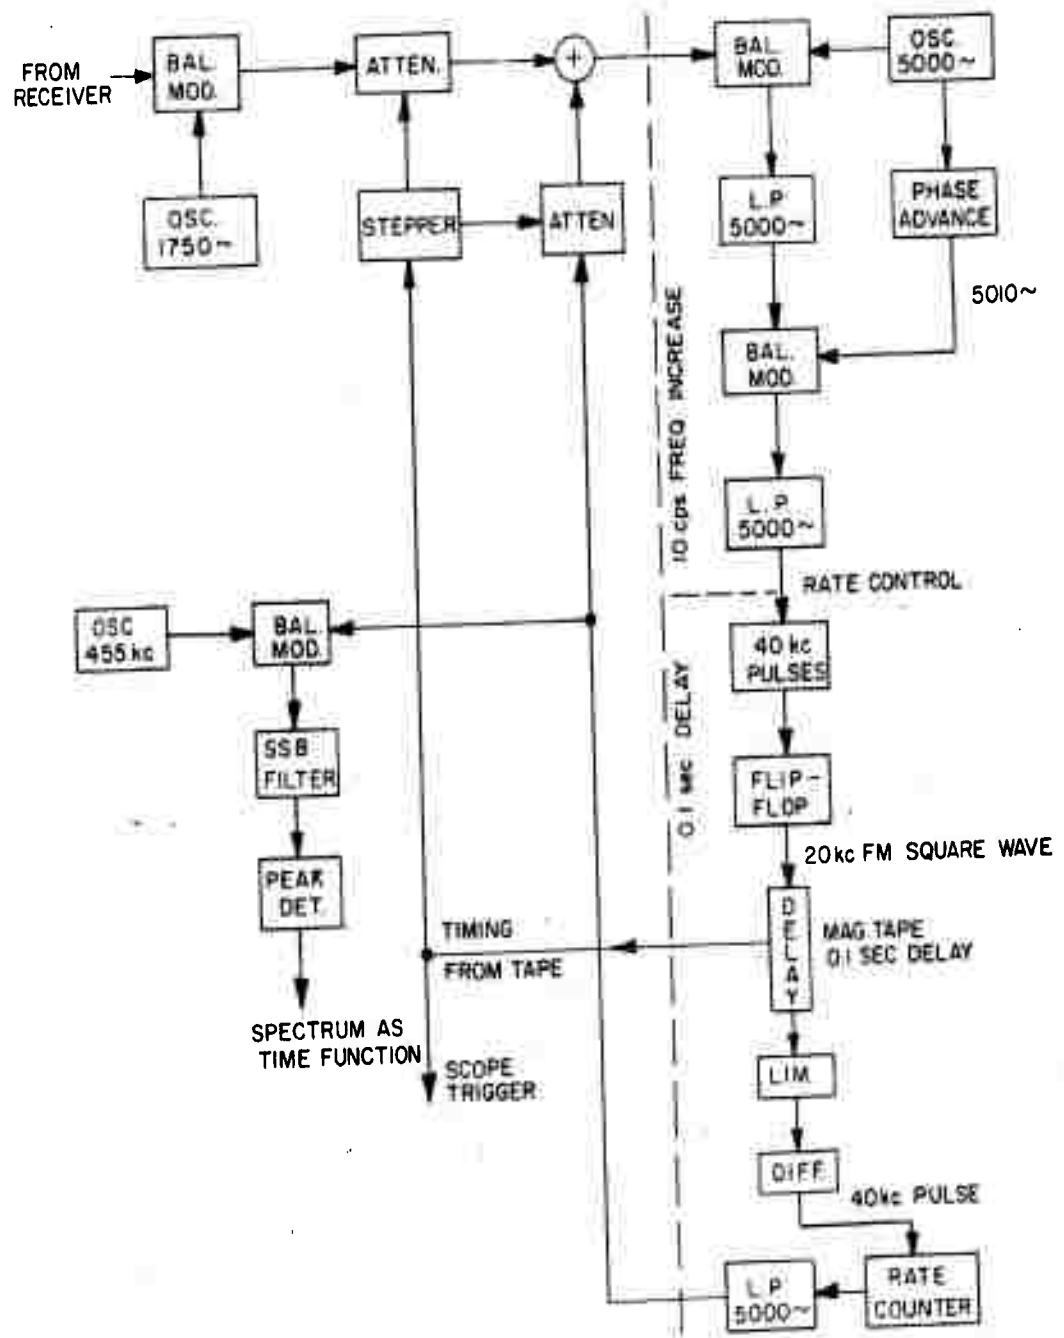 FROM
RECEIVER
BAL.
MOD.
ATTEN.
+
BAL.
MOD.
OSC.
5000~
OSC.
1750~
STEPPER
ATTEN
L.P
5000~
PHASE
ADVANCE
5010~
BAL.
MOD.
10 cps FREQ. INCREASE
L.P.
5000~
RATE CONTROL
OSC
455 kc
BAL.
MOD.
40 kc
PULSES
0.1 sec DELAY
SSB
FILTER
FLIP-
FLOP
20 kc FM SQUARE WAVE
PEAK
DET.
DELAY
MAG. TAPE
0.1 SEC DELAY
TIMING
FROM TAPE
SPECTRUM AS
TIME FUNCTION
SCOPE
TRIGGER
LIM.
DIFF.
40kc PULSE
L.P
5000~
RATE
COUNTER